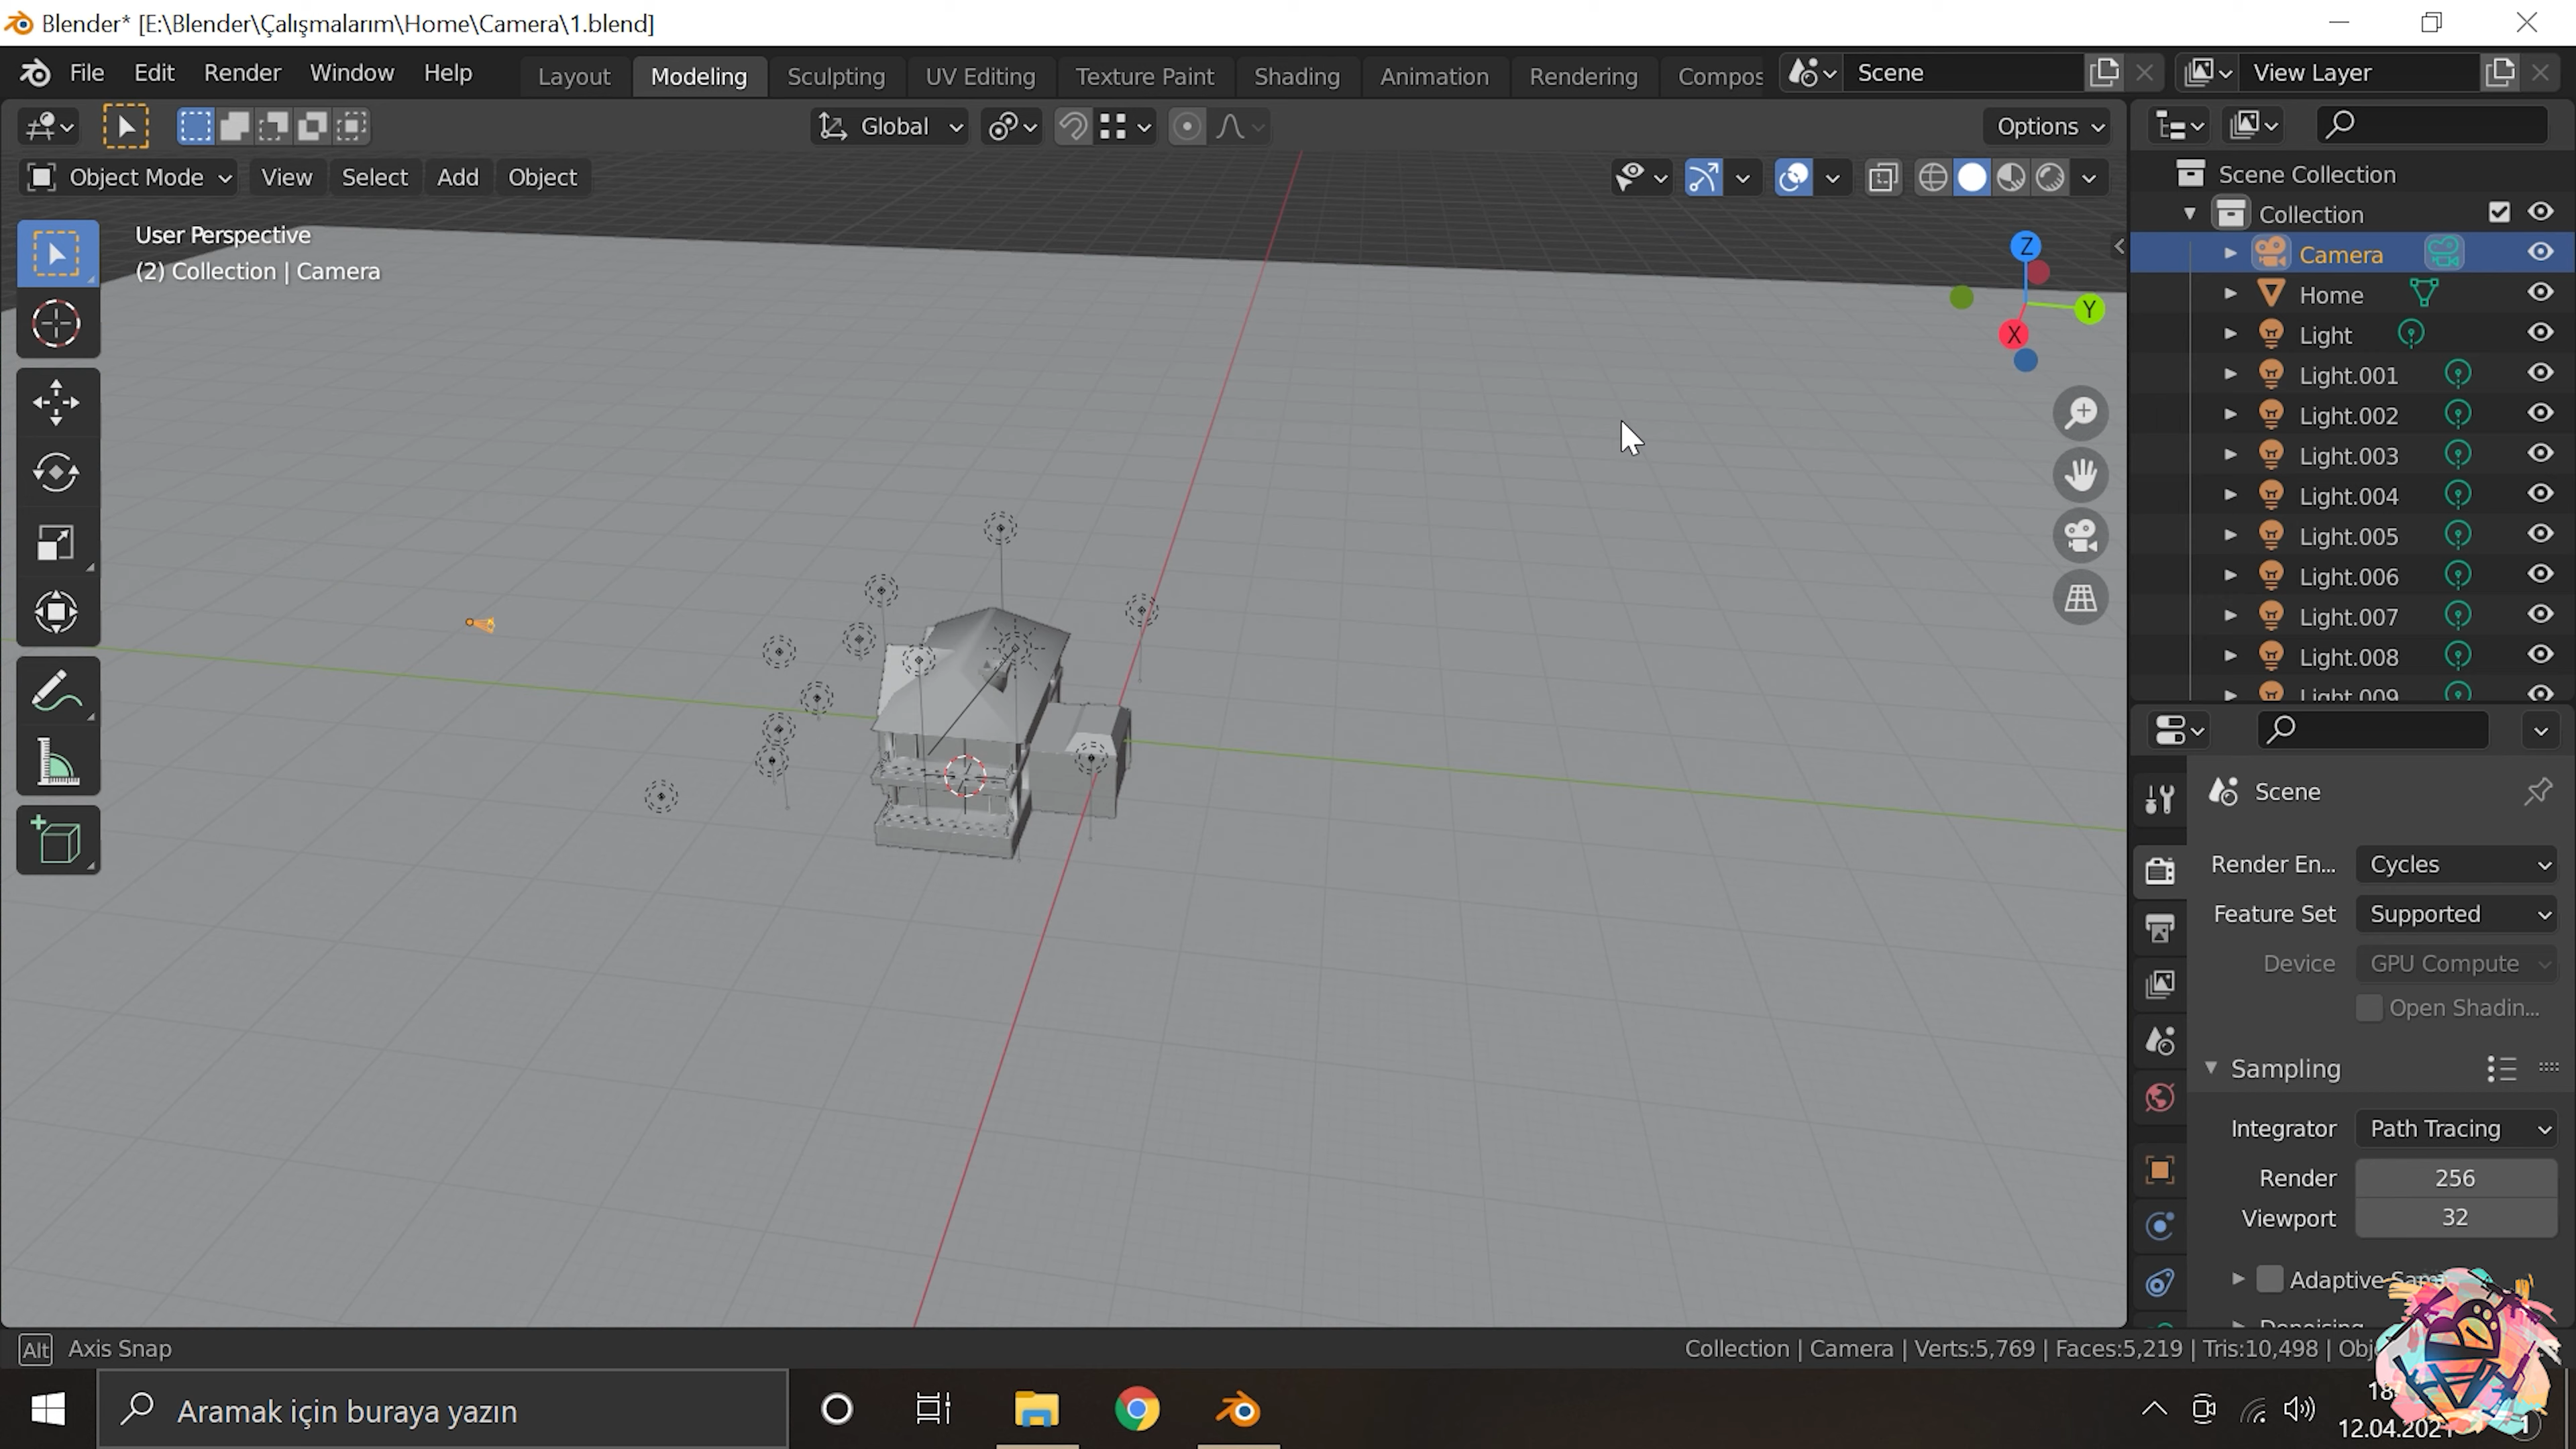 Blender* [E:\Blender\Çalışmalarım\Home\Camera\1.blend]
File Edit Render Window Help
Layout Modeling Sculpting UV Editing Texture Paint Shading Animation Rendering Compos
Scene
View Layer
Global
Options
Object Mode View Select Add Object
User Perspective
(2) Collection | Camera
Z
Y
X
Scene Collection
Collection
Camera
Home
Light
Light.001
Light.002
Light.003
Light.004
Light.005
Light.006
Light.007
Light.008
Light.009
Scene
Render En... Cycles
Feature Set Supported
Device GPU Compute
Open Shadin...
Sampling
Integrator Path Tracing
Render 256
Viewport 32
Adaptive
Alt Axis Snap
Collection | Camera | Verts:5,769 | Faces:5,219 | Tris:10,498 |
Aramak için buraya yazın